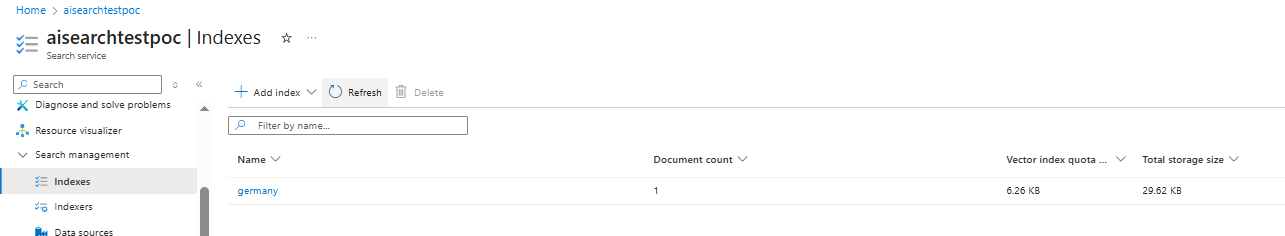 Home > aisearchtestpoc
aisearchtestpoc | Indexes
Search service
Search
Diagnose and solve problems
Resource visualizer
Search management
Indexes
Indexers
Data sources
Add index Refresh Delete
Filter by name...
Name Document count Vector index quota ... Total storage size
germany 1 6.26 KB 29.62 KB